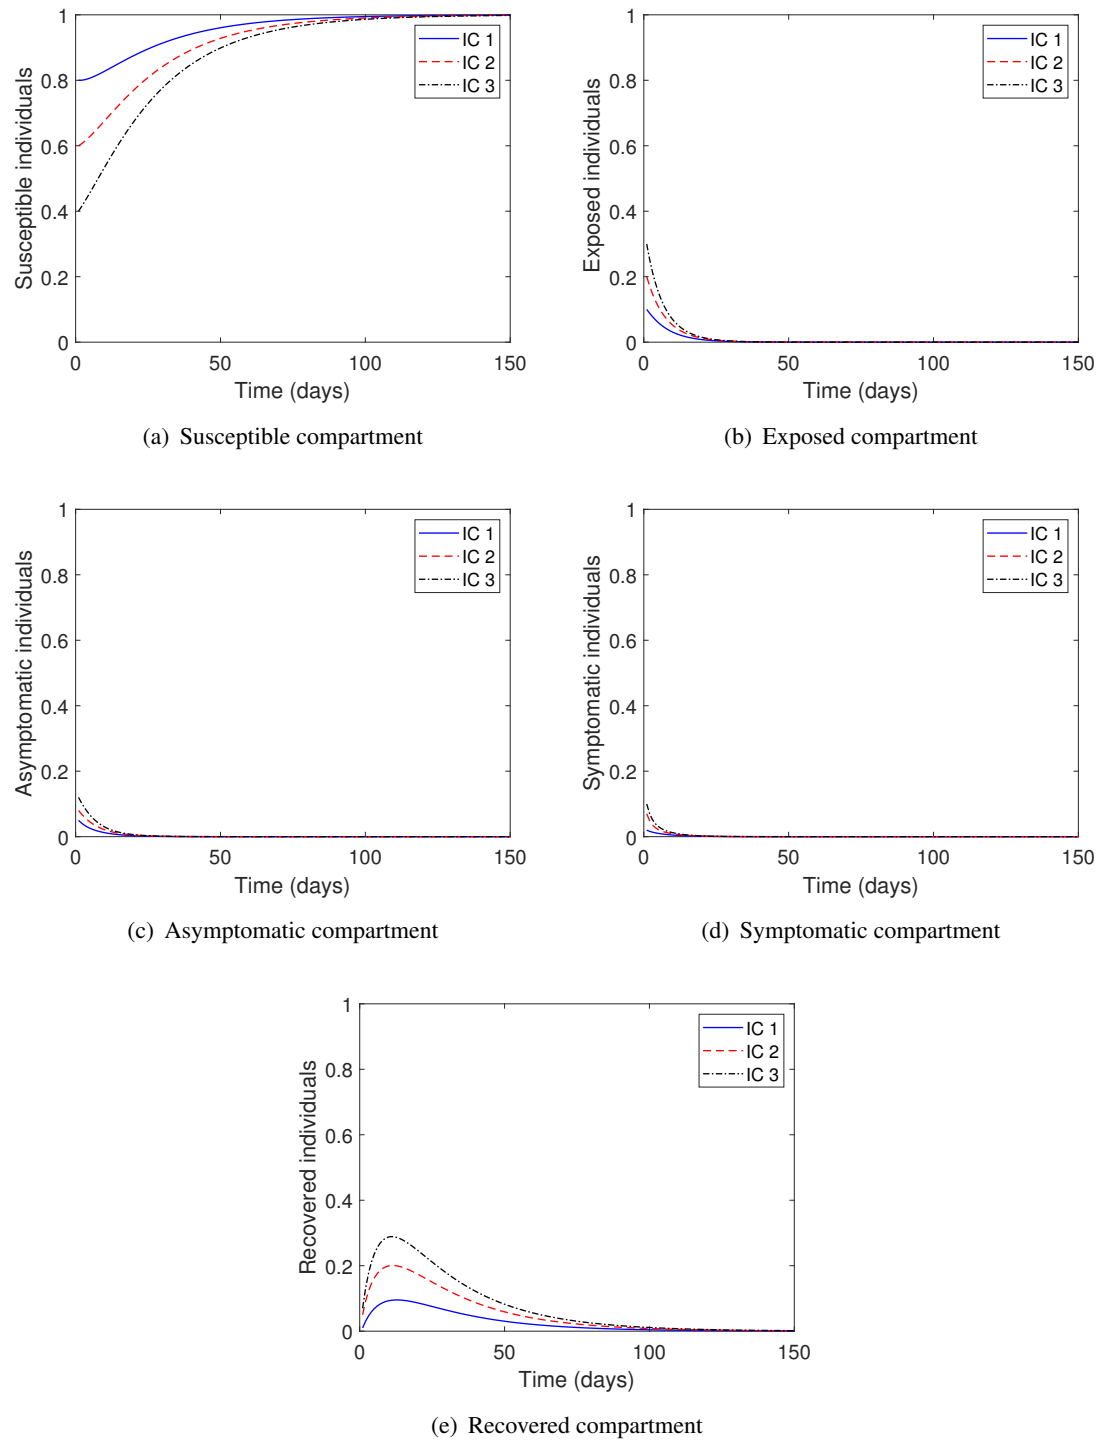 1
0.8
0.6
0.4
0.2
0
0
50
100
150
Susceptible individuals
Time (days)
IC 1
IC 2
IC 3
(a) Susceptible compartment
1
0.8
0.6
0.4
0.2
0
0
50
100
150
Exposed individuals
Time (days)
IC 1
IC 2
IC 3
(b) Exposed compartment
1
0.8
0.6
0.4
0.2
0
0
50
100
150
Asymptomatic individuals
Time (days)
IC 1
IC 2
IC 3
(c) Asymptomatic compartment
1
0.8
0.6
0.4
0.2
0
0
50
100
150
Symptomatic individuals
Time (days)
IC 1
IC 2
IC 3
(d) Symptomatic compartment
1
0.8
0.6
0.4
0.2
0
0
50
100
150
Recovered individuals
Time (days)
IC 1
IC 2
IC 3
(e) Recovered compartment